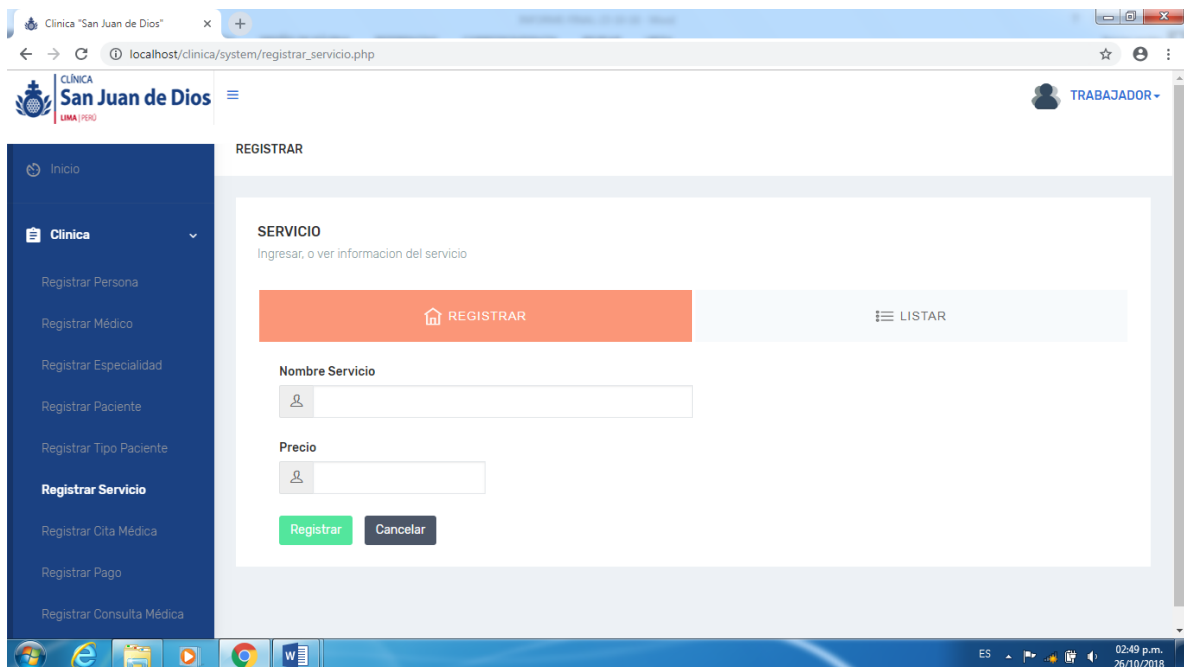 Clinica "San Juan de Dios"
localhost/clinica/system/registrar_servicio.php
CLÍNICA
San Juan de Dios
LIMA | PERÚ
TRABAJADOR
REGISTRAR
Inicio
Clinica
Registrar Persona
Registrar Médico
Registrar Especialidad
Registrar Paciente
Registrar Tipo Paciente
Registrar Servicio
Registrar Cita Médica
Registrar Pago
Registrar Consulta Médica
SERVICIO
Ingresar, o ver informacion del servicio
REGISTRAR
LISTAR
Nombre Servicio
Precio
Registrar
Cancelar
ES
02:49 p.m.
26/10/2018